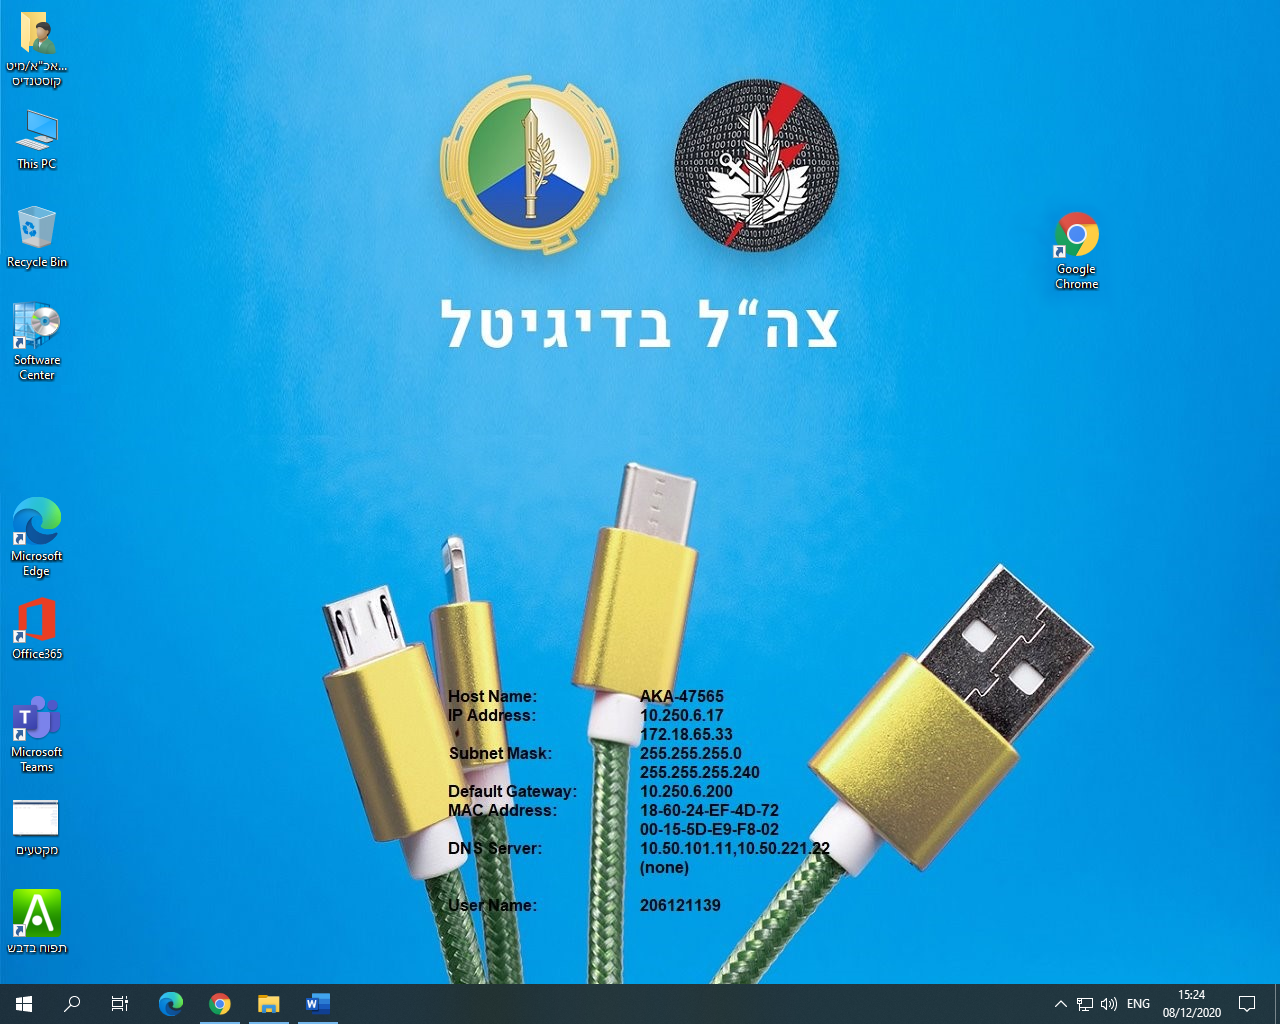 אכ"א/מיט...
קוסטנדיס
This PC
Recycle Bin
Software
Center
Microsoft
Edge
Office365
Microsoft
Teams
מקטעים
תפוח בדבש
Google
Chrome
צה"ל בדיגיטל
Host Name: AKA-47565
IP Address: 10.250.6.17
172.18.65.33
Subnet Mask: 255.255.255.0
255.255.255.240
Default Gateway: 10.250.6.200
MAC Address: 18-60-24-EF-4D-72
00-15-5D-E9-F8-02
DNS Server: 10.50.101.11,10.50.221.22
(none)
User Name: 206121139
ENG
15:24
08/12/2020